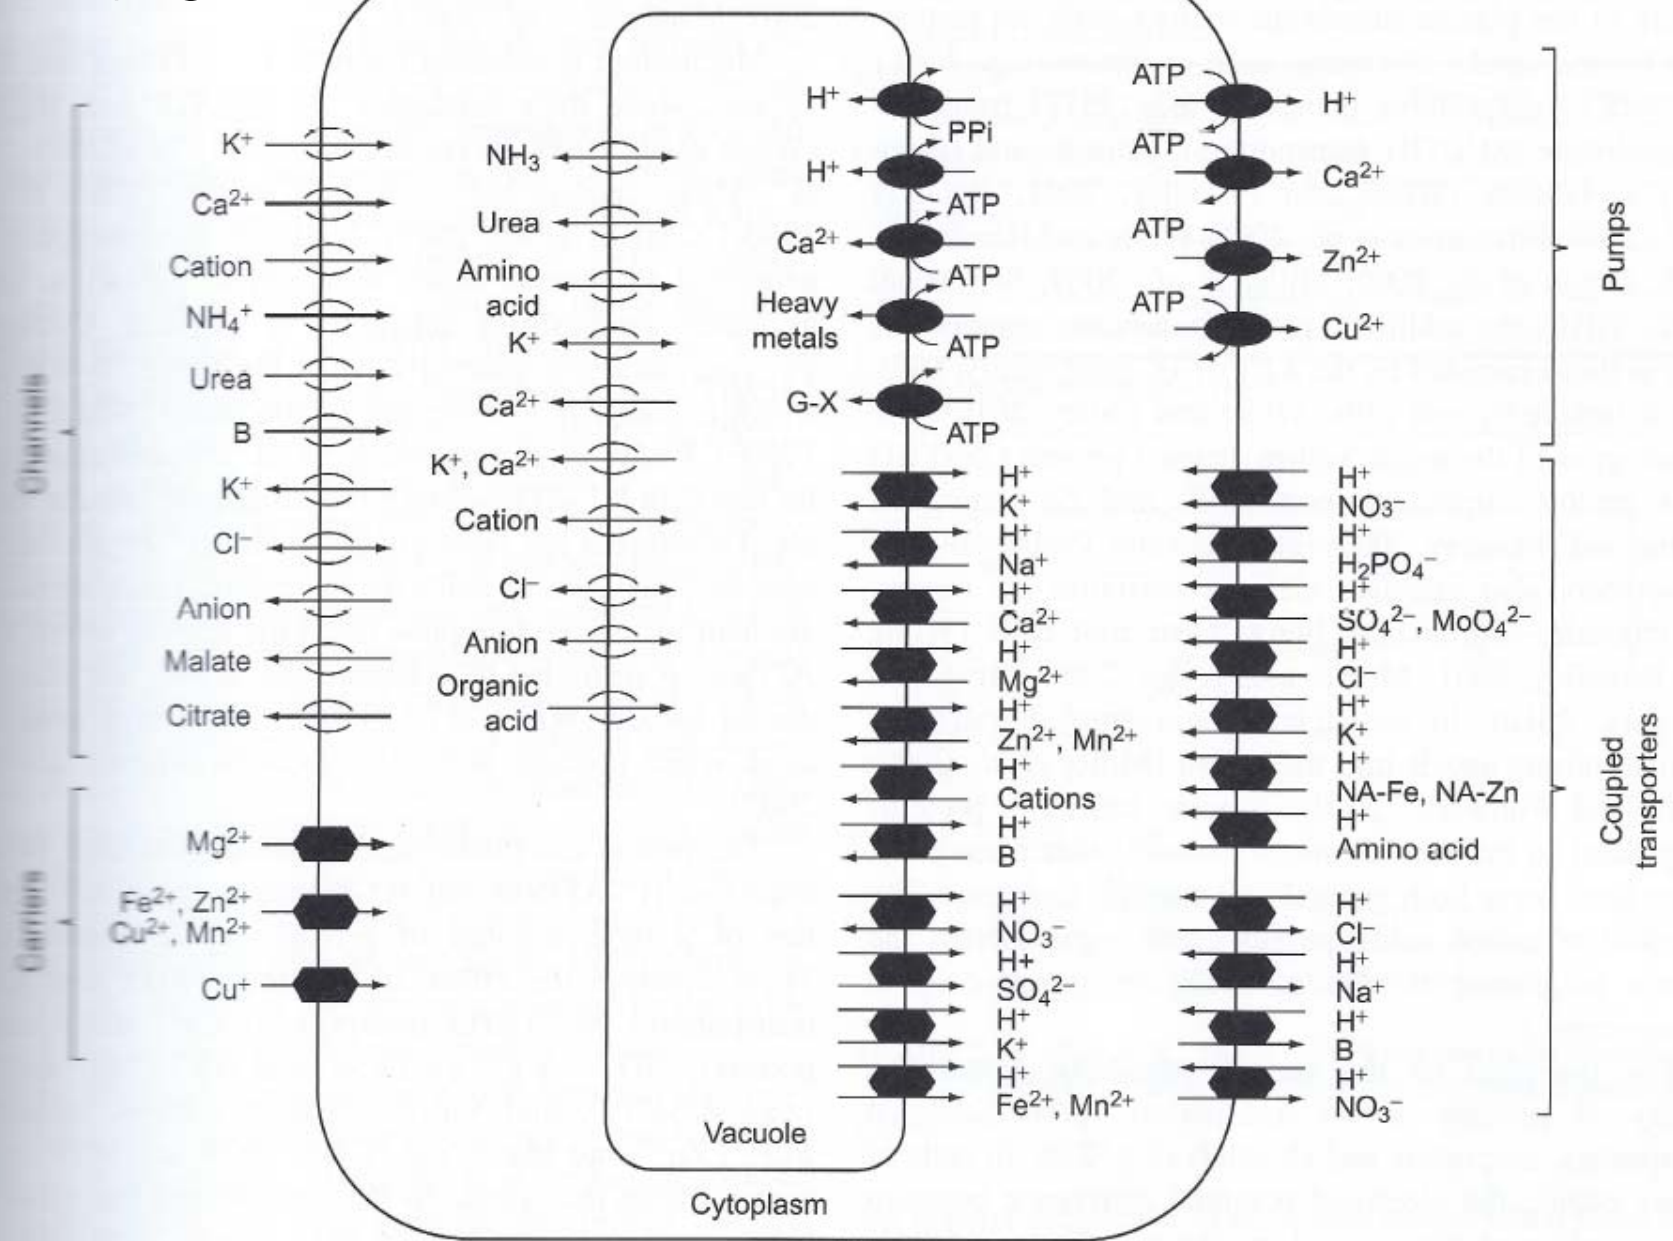 Channels
K⁺
Ca²⁺
Cation
NH₄⁺
Urea
B
K⁺
Cl⁻
Anion
Malate
Citrate
Carriers
Mg²⁺
Fe²⁺, Zn²⁺
Cu²⁺, Mn²⁺
Cu⁺
NH₃
Urea
Amino
acid
K⁺
Ca²⁺
K⁺, Ca²⁺
Cation
Cl⁻
Anion
Organic
acid
H⁺
PPi
H⁺
ATP
Ca²⁺
ATP
Heavy
metals
ATP
G-X
ATP
H⁺
K⁺
H⁺
Na⁺
H⁺
Ca²⁺
H⁺
Mg²⁺
H⁺
Zn²⁺, Mn²⁺
H⁺
Cations
H⁺
B
H⁺
NO₃⁻
H+
SO₄²⁻
H⁺
K⁺
H⁺
Fe²⁺, Mn²⁺
ATP
H⁺
ATP
Ca²⁺
ATP
Zn²⁺
ATP
Cu²⁺
Pumps
H⁺
NO₃⁻
H⁺
H₂PO₄⁻
H⁺
SO₄²⁻, MoO₄²⁻
H⁺
Cl⁻
H⁺
K⁺
H⁺
NA-Fe, NA-Zn
H⁺
Amino acid
H⁺
Cl⁻
H⁺
Na⁺
H⁺
B
H⁺
NO₃⁻
Coupled
transporters
Vacuole
Cytoplasm